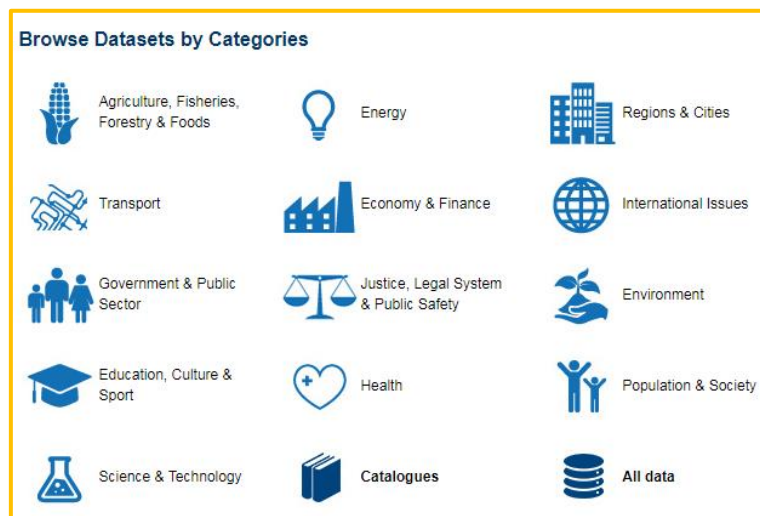 Browse Datasets by Categories
Agriculture, Fisheries,
Forestry & Foods
Energy
Regions & Cities
Transport
Economy & Finance
International Issues
Government & Public
Sector
Justice, Legal System
& Public Safety
Environment
Education, Culture &
Sport
Health
Population & Society
Science & Technology
Catalogues
All data